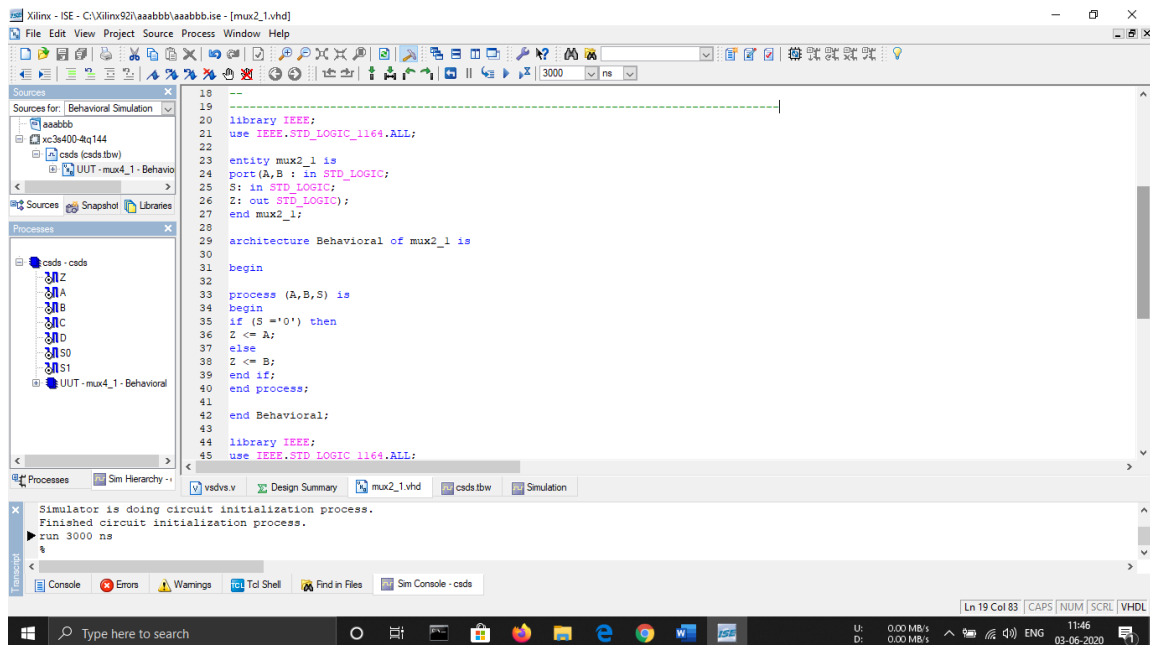 Xilinx - ISE - C:\Xilinx92i\aaabbb\aaabbb.ise - [mux2_1.vhd]
File Edit View Project Source Process Window Help
3000 ns
Sources
Sources for: Behavioral Simulation
aaabbb
xc3s400-4tq144
csds (csds.tbw)
UUT - mux4_1 - Behavio
Sources Snapshot Libraries
Processes
csds - csds
Z
A
B
C
D
S0
S1
UUT - mux4_1 - Behavioral
Processes Sim Hierarchy -
18 --
19 --------------------------------------------------------------------------------
20 library IEEE;
21 use IEEE.STD_LOGIC_1164.ALL;
22
23 entity mux2_1 is
24 port(A,B : in STD_LOGIC;
25 S: in STD_LOGIC;
26 Z: out STD_LOGIC);
27 end mux2_1;
28
29 architecture Behavioral of mux2_1 is
30
31 begin
32
33 process (A,B,S) is
34 begin
35 if (S ='0') then
36 Z <= A;
37 else
38 Z <= B;
39 end if;
40 end process;
41
42 end Behavioral;
43
44 library IEEE;
45 use IEEE.STD_LOGIC_1164.ALL;
vsdvs.v Design Summary mux2_1.vhd csds.tbw Simulation
Simulator is doing circuit initialization process.
Finished circuit initialization process.
run 3000 ns
%
Transcript
Console Errors Warnings TCL Tcl Shell Find in Files Sim Console - csds
Ln 19 Col 83 CAPS NUM SCRL VHDL
Type here to search
ISE
U: 0.00 MB/s
D: 0.00 MB/s
ENG
11:46
03-06-2020